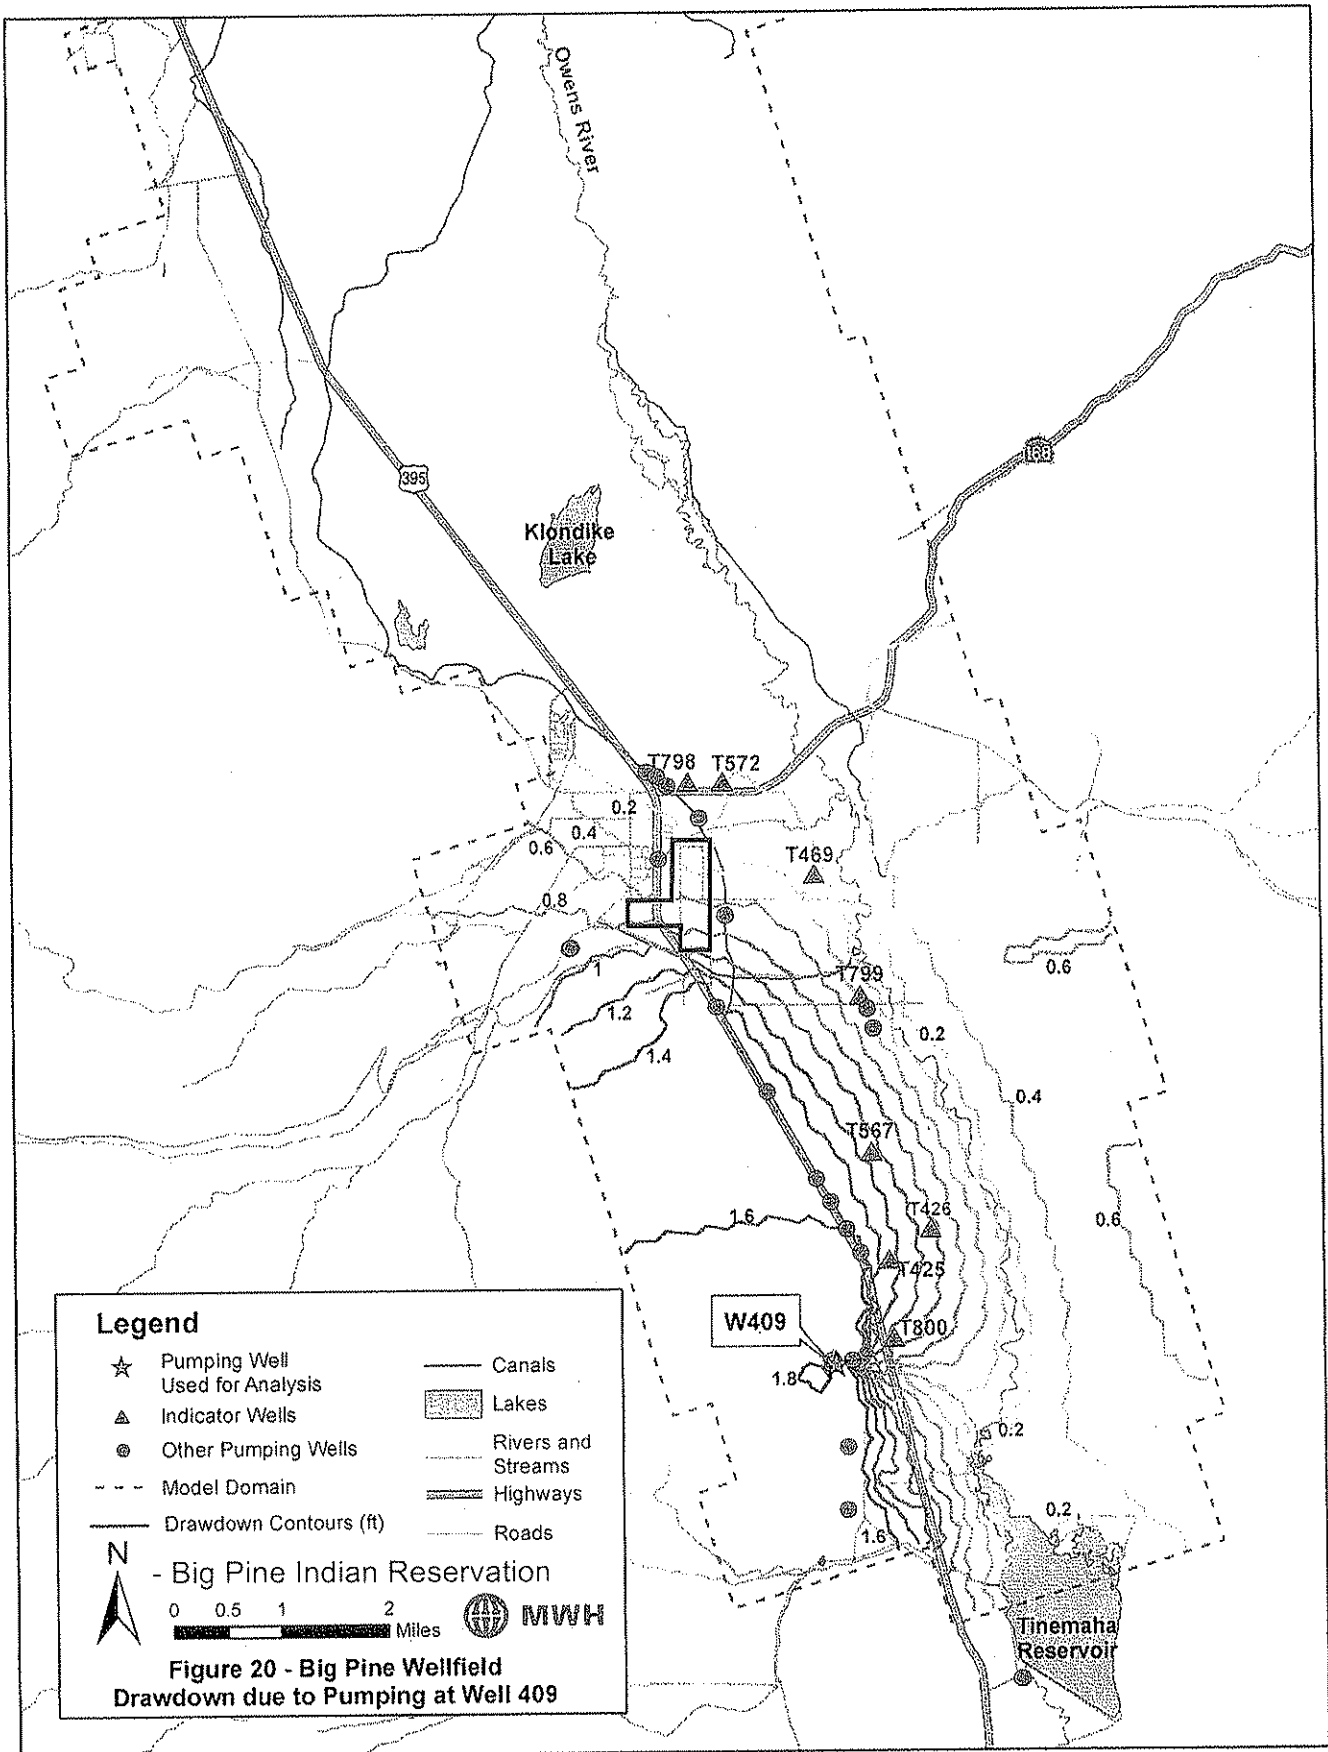 Owens River
168
395
Klondike
Lake
T798
T572
0.2
0.4
0.6
T469
0.8
1
0.6
T799
1.2
0.2
1.4
0.4
T567
1.6
T426
0.6
T425
W409
T800
1.8
0.2
0.2
1.6
Tinemaha
Reservoir
Legend
Pumping Well
Used for Analysis
Indicator Wells
Other Pumping Wells
Model Domain
Drawdown Contours (ft)
Canals
Lakes
Rivers and
Streams
Highways
Roads
N
- Big Pine Indian Reservation
0 0.5 1 2
Miles
MWH
Figure 20 - Big Pine Wellfield
Drawdown due to Pumping at Well 409